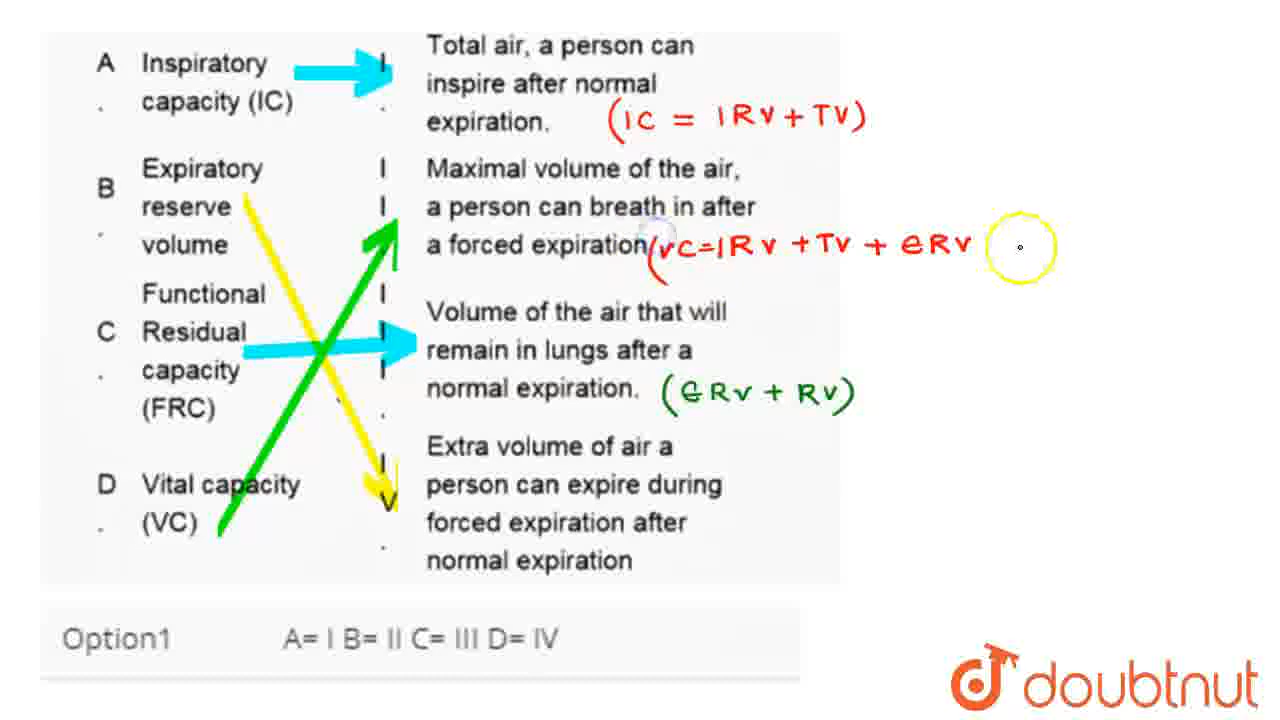 A Inspiratory I Total air, a person can
. capacity (IC) . inspire after normal
expiration. (IC = IRV + TV)
B Expiratory I Maximal volume of the air,
. reserve I a person can breath in after
volume a forced expiration (VC = IRV + TV + ERV
Functional I
C Residual I Volume of the air that will
. capacity I remain in lungs after a
(FRC) . normal expiration. (ERV + RV)
I Extra volume of air a
D Vital capacity V person can expire during
. (VC) . forced expiration after
normal expiration
Option1 A= I B= II C= III D= IV
doubtnut